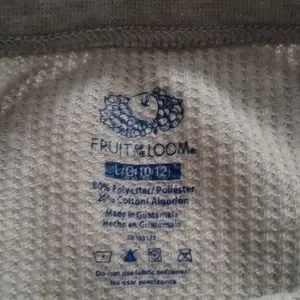 FRUIT OF THE LOOM®
L/G (10/12)
80% Polyester/Poliéster
20% Cotton/Algodon
Made in Guatemala
Hecho en Guatemala
Do not use fabric softener/
No usar suavizante